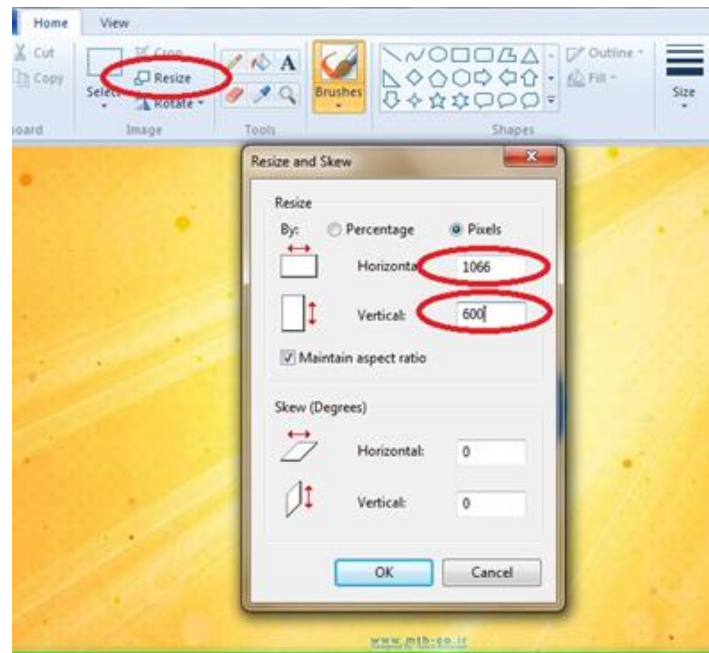 Home View
Cut
Copy
Select
Crop
Resize
Rotate
A
Brushes
Outline
Fill
Size
Image
Tools
Shapes
Resize and Skew
Resize
By: Percentage Pixels
Horizonta 1066
Vertical: 600
Maintain aspect ratio
Skew (Degrees)
Horizontal: 0
Vertical: 0
OK Cancel
www.mth-co.ir